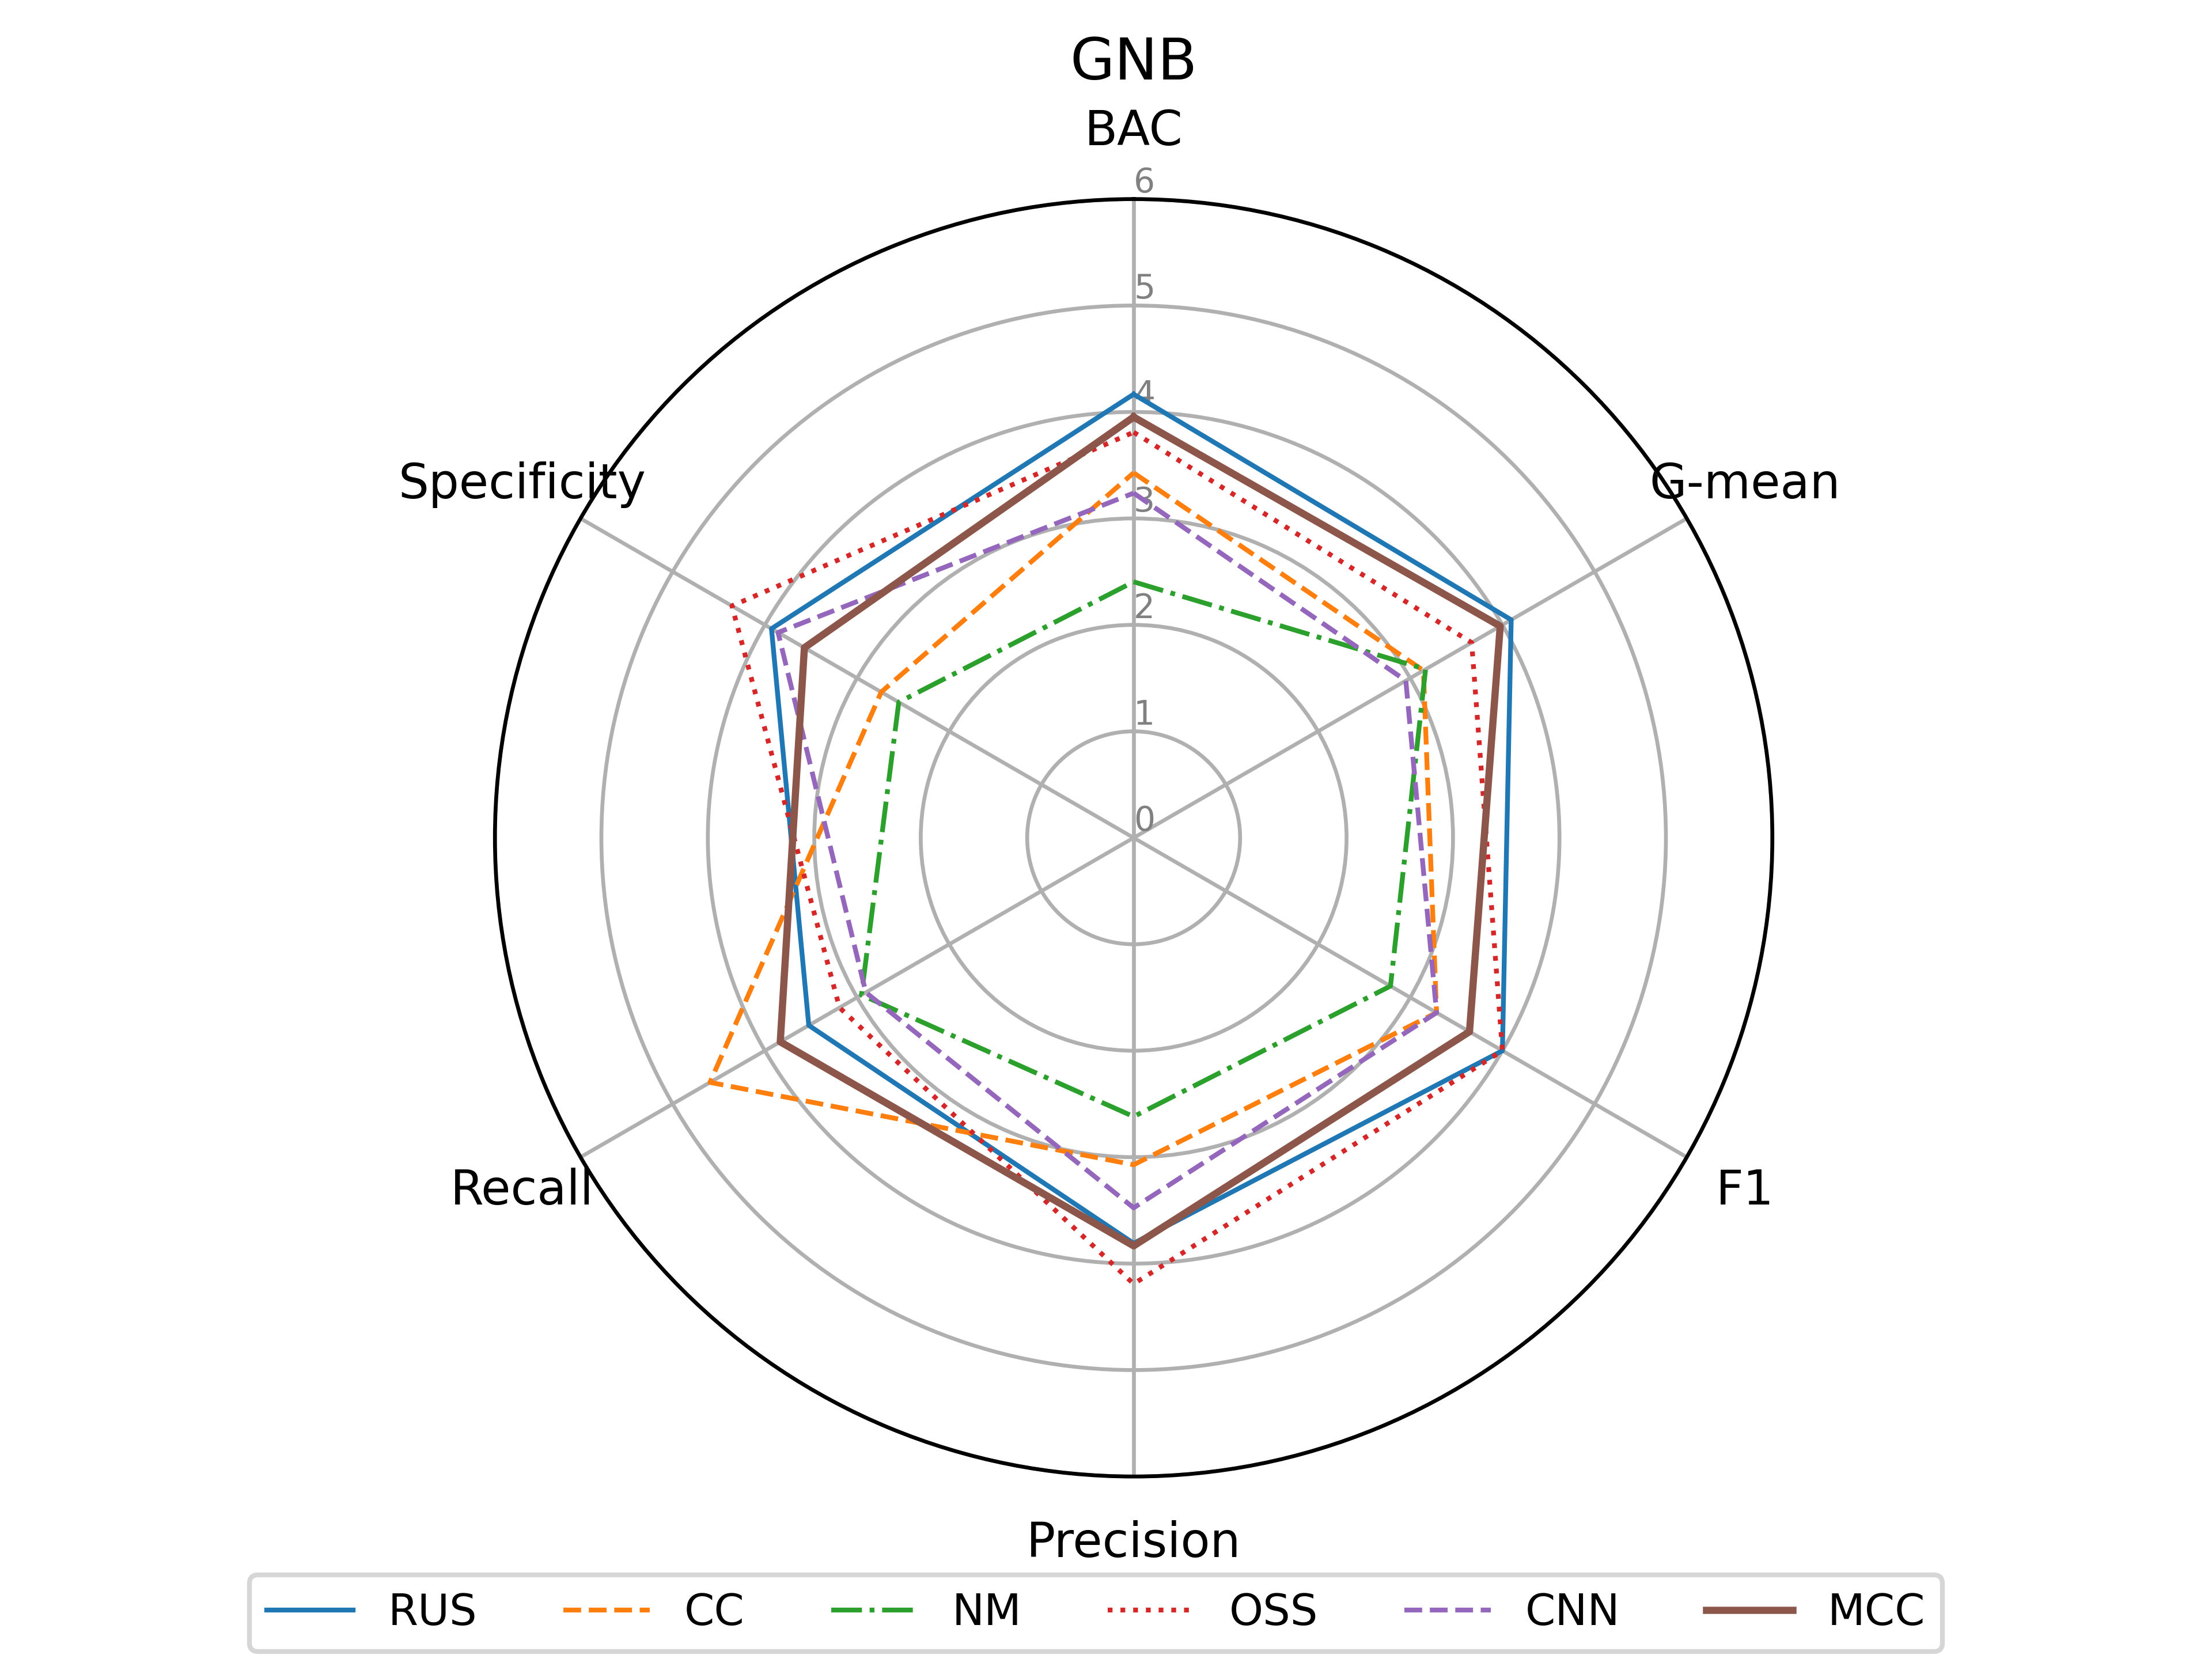 GNB
BAC
6
5
4
3
2
1
0
Specificity
G-mean
Recall
F1
Precision
RUS CC NM OSS CNN MCC